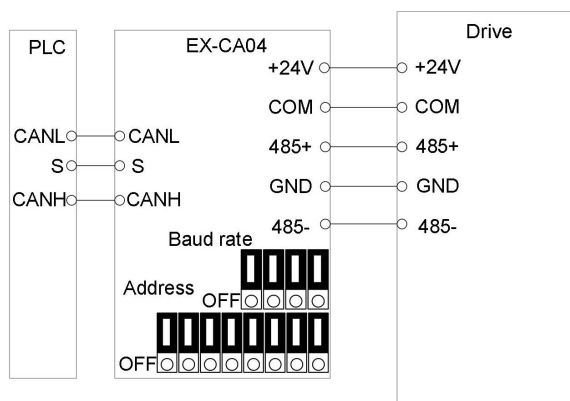 PLC
EX-CA04
Drive
+24V
+24V
COM
COM
CANL
CANL
485+
485+
S
S
GND
GND
CANH
CANH
485-
485-
Baud rate
OFF
Address
OFF